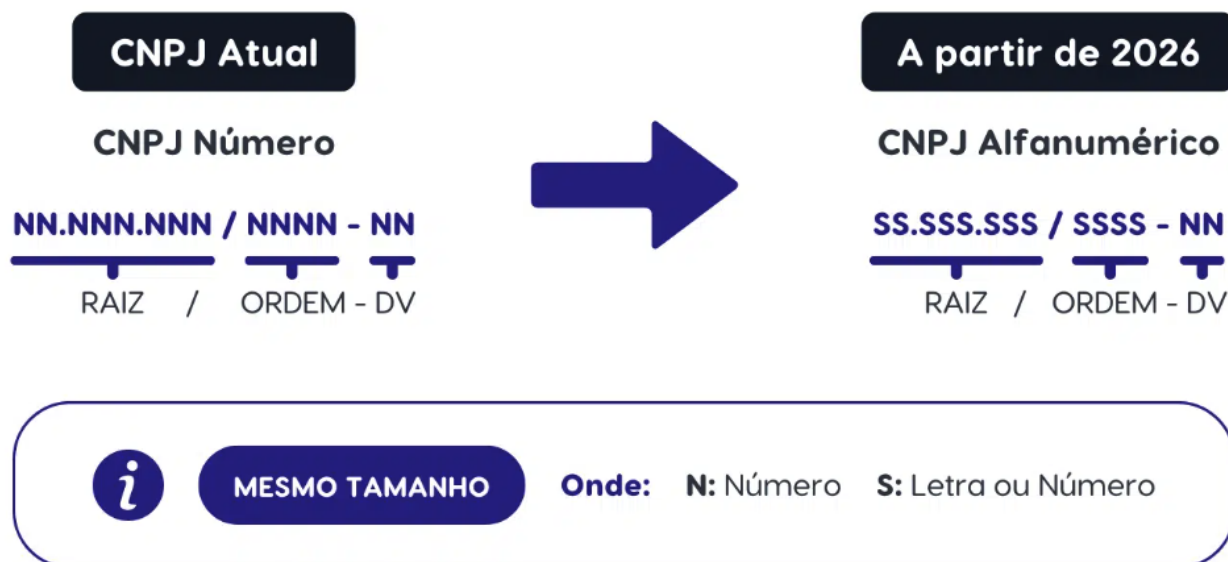 CNPJ Atual
CNPJ Número
NN.NNN.NNN / NNNN - NN
RAIZ / ORDEM - DV
A partir de 2026
CNPJ Alfanumérico
SS.SSS.SSS / SSSS - NN
RAIZ / ORDEM - DV
i MESMO TAMANHO Onde: N: Número S: Letra ou Número